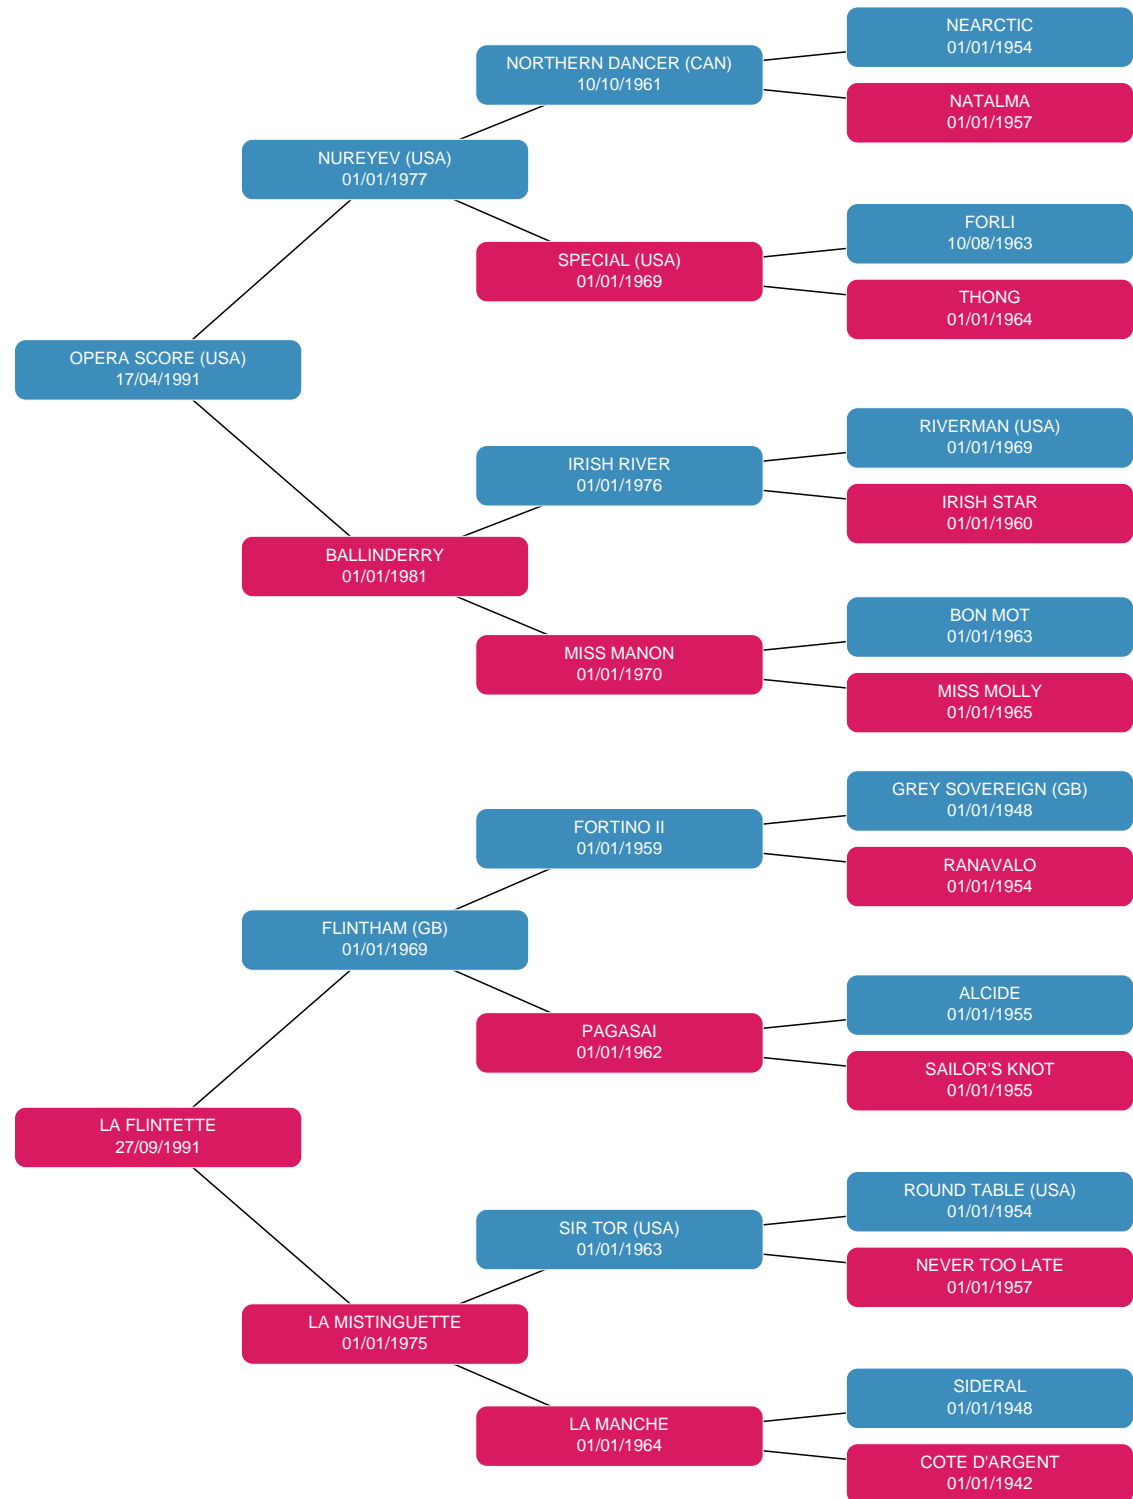 NEARCTIC
01/01/1954
NORTHERN DANCER (CAN)
10/10/1961
NATALMA
01/01/1957
NUREYEV (USA)
01/01/1977
FORLI
10/08/1963
SPECIAL (USA)
01/01/1969
THONG
01/01/1964
OPERA SCORE (USA)
17/04/1991
RIVERMAN (USA)
01/01/1969
IRISH RIVER
01/01/1976
IRISH STAR
01/01/1960
BALLINDERRY
01/01/1981
BON MOT
01/01/1963
MISS MANON
01/01/1970
MISS MOLLY
01/01/1965
GREY SOVEREIGN (GB)
01/01/1948
FORTINO II
01/01/1959
RANAVALO
01/01/1954
FLINTHAM (GB)
01/01/1969
ALCIDE
01/01/1955
PAGASAI
01/01/1962
SAILOR'S KNOT
01/01/1955
LA FLINTETTE
27/09/1991
ROUND TABLE (USA)
01/01/1954
SIR TOR (USA)
01/01/1963
NEVER TOO LATE
01/01/1957
LA MISTINGUETTE
01/01/1975
SIDERAL
01/01/1948
LA MANCHE
01/01/1964
COTE D'ARGENT
01/01/1942